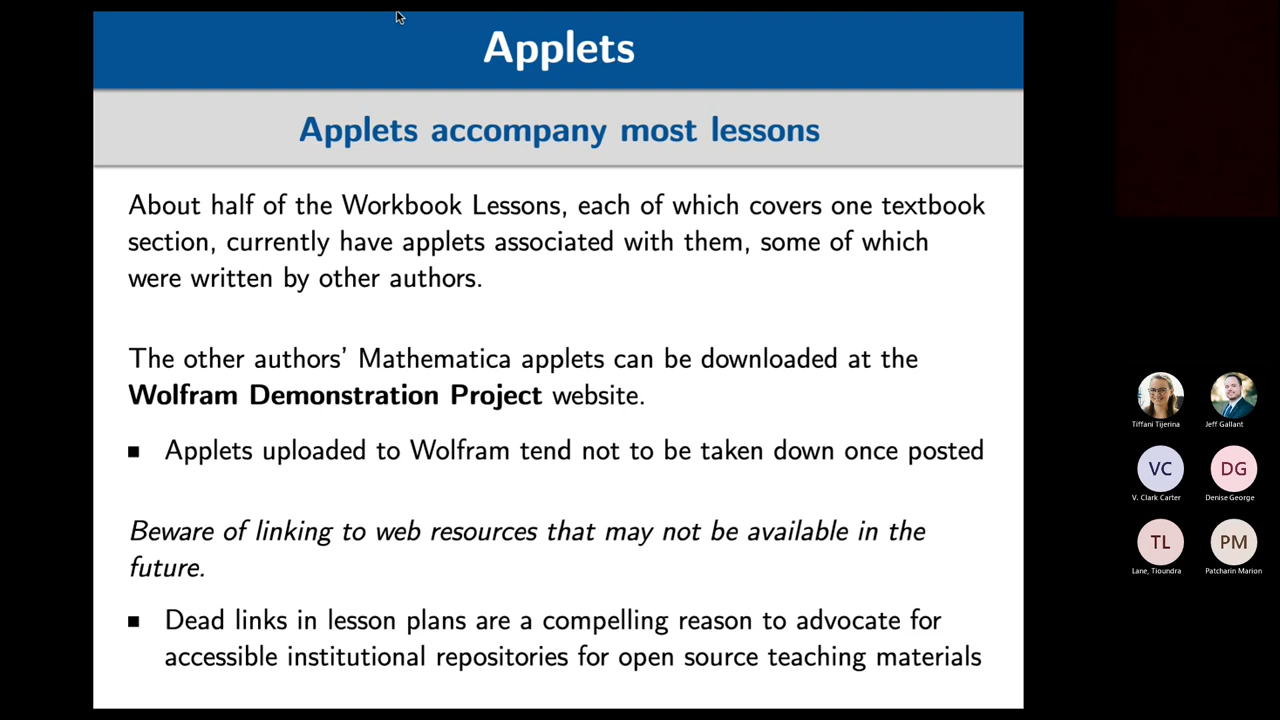 Applets
Applets accompany most lessons
About half of the Workbook Lessons, each of which covers one textbook
section, currently have applets associated with them, some of which
were written by other authors.
The other authors' Mathematica applets can be downloaded at the
Wolfram Demonstration Project website.
▪ Applets uploaded to Wolfram tend not to be taken down once posted
Beware of linking to web resources that may not be available in the
future.
▪ Dead links in lesson plans are a compelling reason to advocate for
accessible institutional repositories for open source teaching materials
Tiffani Tijerina
Jeff Gallant
VC
DG
V. Clark Carter
Denise George
TL
PM
Lane, Tioundra
Patcharin Marion